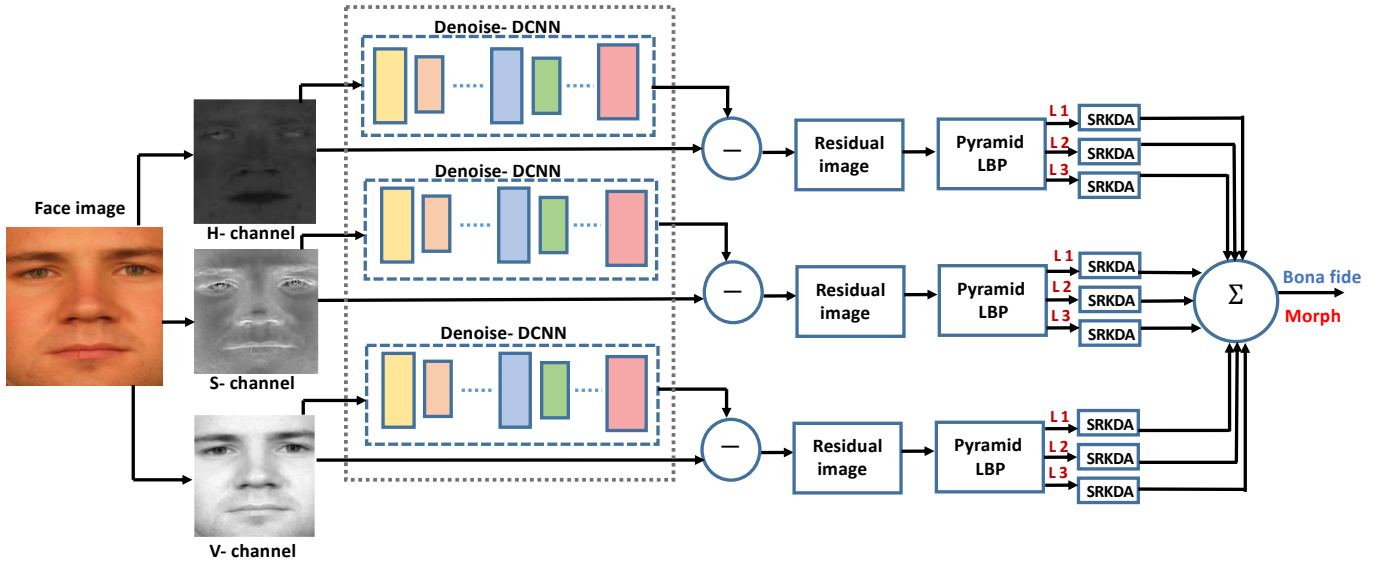 Face image
H- channel
S- channel
V- channel
Denoise- DCNN
—
Residual
image
Pyramid
LBP
L 1
SRKDA
L 2
SRKDA
L 3
SRKDA
Denoise- DCNN
—
Residual
image
Pyramid
LBP
L 1
SRKDA
L 2
SRKDA
L 3
SRKDA
Denoise- DCNN
—
Residual
image
Pyramid
LBP
L 1
SRKDA
L 2
SRKDA
L 3
SRKDA
Σ
Bona fide
Morph